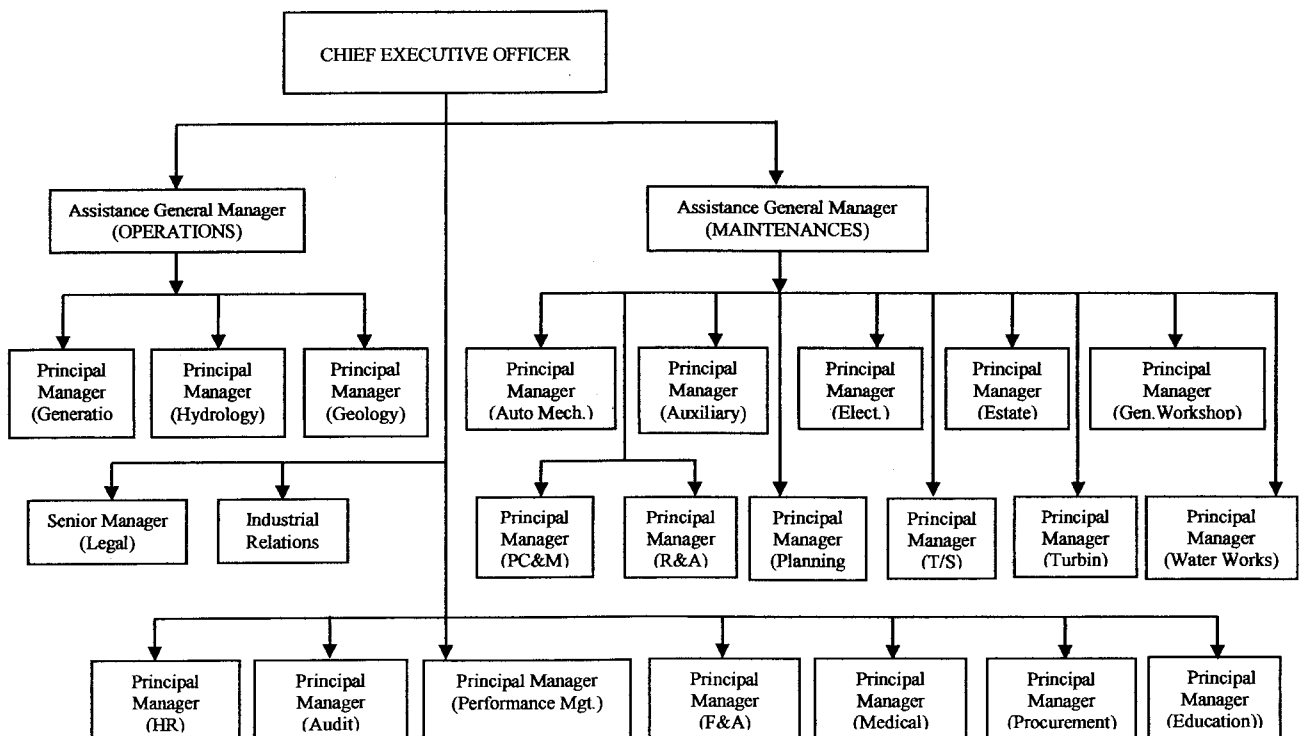 CHIEF EXECUTIVE OFFICER
Assistance General Manager
(OPERATIONS)
Assistance General Manager
(MAINTENANCES)
Principal
Manager
(Generatio
Principal
Manager
(Hydrology)
Principal
Manager
(Geology)
Principal
Manager
(Auto Mech.)
Principal
Manager
(Auxiliary)
Principal
Manager
(Elect.)
Principal
Manager
(Estate)
Principal
Manager
(Gen.Workshop)
Senior Manager
(Legal)
Industrial
Relations
Principal
Manager
(PC&M)
Principal
Manager
(R&A)
Principal
Manager
(Planning
Principal
Manager
(T/S)
Principal
Manager
(Turbin)
Principal
Manager
(Water Works)
Principal
Manager
(HR)
Principal
Manager
(Audit)
Principal Manager
(Performance Mgt.)
Principal
Manager
(F&A)
Principal
Manager
(Medical)
Principal
Manager
(Procurement)
Principal
Manager
(Education))